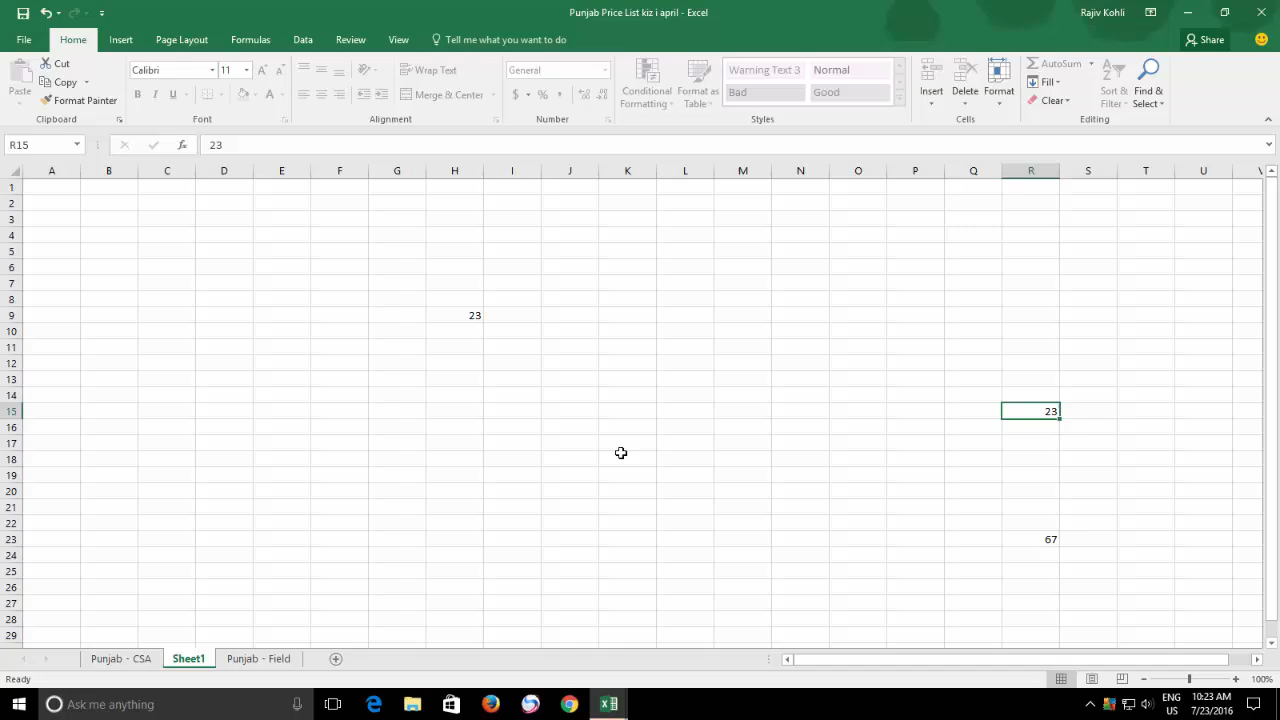 Punjab Price List kiz i april - Excel
Rajiv Kohli
File Home Insert Page Layout Formulas Data Review View Tell me what you want to do Share
Paste Cut Copy Format Painter Clipboard
Calibri 11 B I U A Font
Wrap Text Merge & Center Alignment
General $ % Number
Conditional Formatting Format as Table
Warning Text 3 Normal Bad Good Styles
Insert Delete Format Cells
AutoSum Fill Clear Sort & Filter Find & Select Editing
R15 fx 23
A B C D E F G H I J K L M N O P Q R S T U V
1
2
3
4
5
6
7
8
9 23
10
11
12
13
14
15 23
16
17
18
19
20
21
22
23 67
24
25
26
27
28
29
Punjab - CSA Sheet1 Punjab - Field
Ready 100%
Ask me anything
ENG US
10:23 AM
7/23/2016